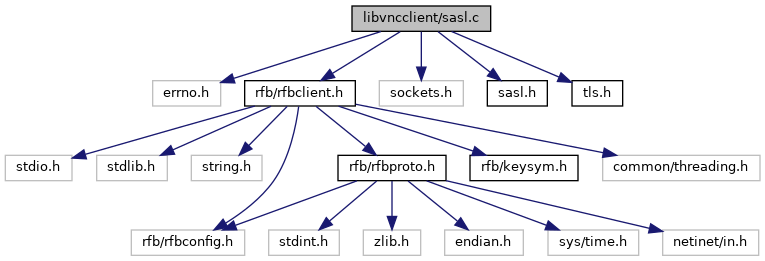 libvncclient/sasl.c
errno.h
rfb/rfbclient.h
sockets.h
sasl.h
tls.h
stdio.h
stdlib.h
string.h
rfb/rfbproto.h
rfb/keysym.h
common/threading.h
rfb/rfbconfig.h
stdint.h
zlib.h
endian.h
sys/time.h
netinet/in.h